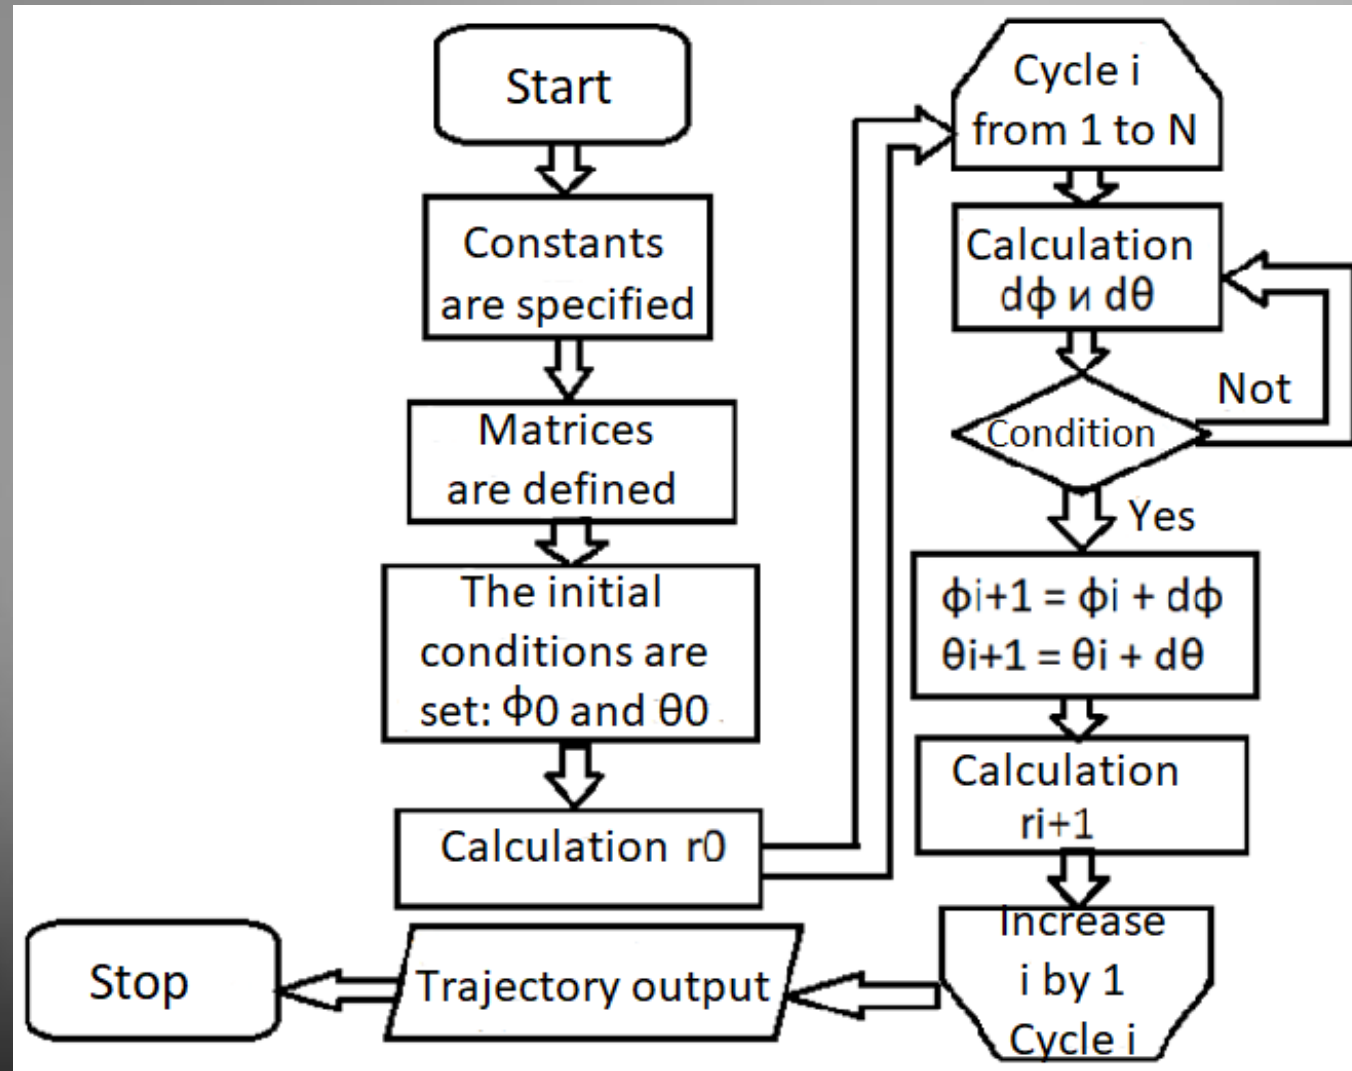 Start
Constants
are specified
Matrices
are defined
The initial
conditions are
set: ϕ0 and θ0
Calculation r0
Cycle i
from 1 to N
Calculation
dϕ и dθ
Condition
Not
Yes
ϕi+1 = ϕi + dϕ
θi+1 = θi + dθ
Calculation
ri+1
Increase
i by 1
Cycle i
Trajectory output
Stop